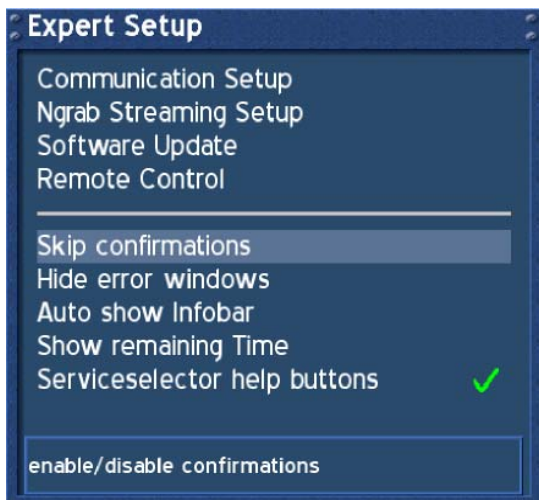 Expert Setup
Communication Setup
Ngrab Streaming Setup
Software Update
Remote Control
Skip confirmations
Hide error windows
Auto show Infobar
Show remaining Time
Serviceselector help buttons
enable/disable confirmations